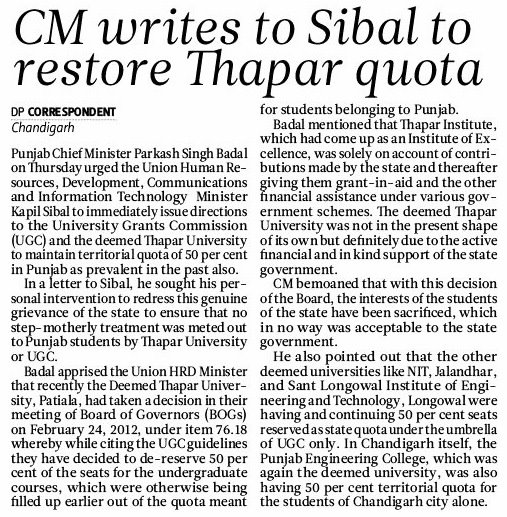 CM writes to Sibal to
restore Thapar quota
DP CORRESPONDENT
Chandigarh
Punjab Chief Minister Parkash Singh Badal
on Thursday urged the Union Human Re-
sources, Development, Communications
and Information Technology Minister
Kapil Sibal to immediately issue directions
to the University Grants Commission
(UGC) and the deemed Thapar University
to maintain territorial quota of 50 per cent
in Punjab as prevalent in the past also.
In a letter to Sibal, he sought his per-
sonal intervention to redress this genuine
grievance of the state to ensure that no
step-motherly treatment was meted out
to Punjab students by Thapar University
or UGC.
Badal apprised the Union HRD Minister
that recently the Deemed Thapar Univer-
sity, Patiala, had taken a decision in their
meeting of Board of Governors (BOGs)
on February 24, 2012, under item 76.18
whereby while citing the UGC guidelines
they have decided to de-reserve 50 per
cent of the seats for the undergraduate
courses, which were otherwise being
filled up earlier out of the quota meant
for students belonging to Punjab.
Badal mentioned that Thapar Institute,
which had come up as an Institute of Ex-
cellence, was solely on account of contri-
butions made by the state and thereafter
giving them grant-in-aid and the other
financial assistance under various gov-
ernment schemes. The deemed Thapar
University was not in the present shape
of its own but definitely due to the active
financial and in kind support of the state
government.
CM bemoaned that with this decision
of the Board, the interests of the students
of the state have been sacrificed, which
in no way was acceptable to the state
government.
He also pointed out that the other
deemed universities like NIT, Jalandhar,
and Sant Longowal Institute of Engi-
neering and Technology, Longowal were
having and continuing 50 per cent seats
reserved as state quota under the umbrella
of UGC only. In Chandigarh itself, the
Punjab Engineering College, which was
again the deemed university, was also
having 50 per cent territorial quota for
the students of Chandigarh city alone.